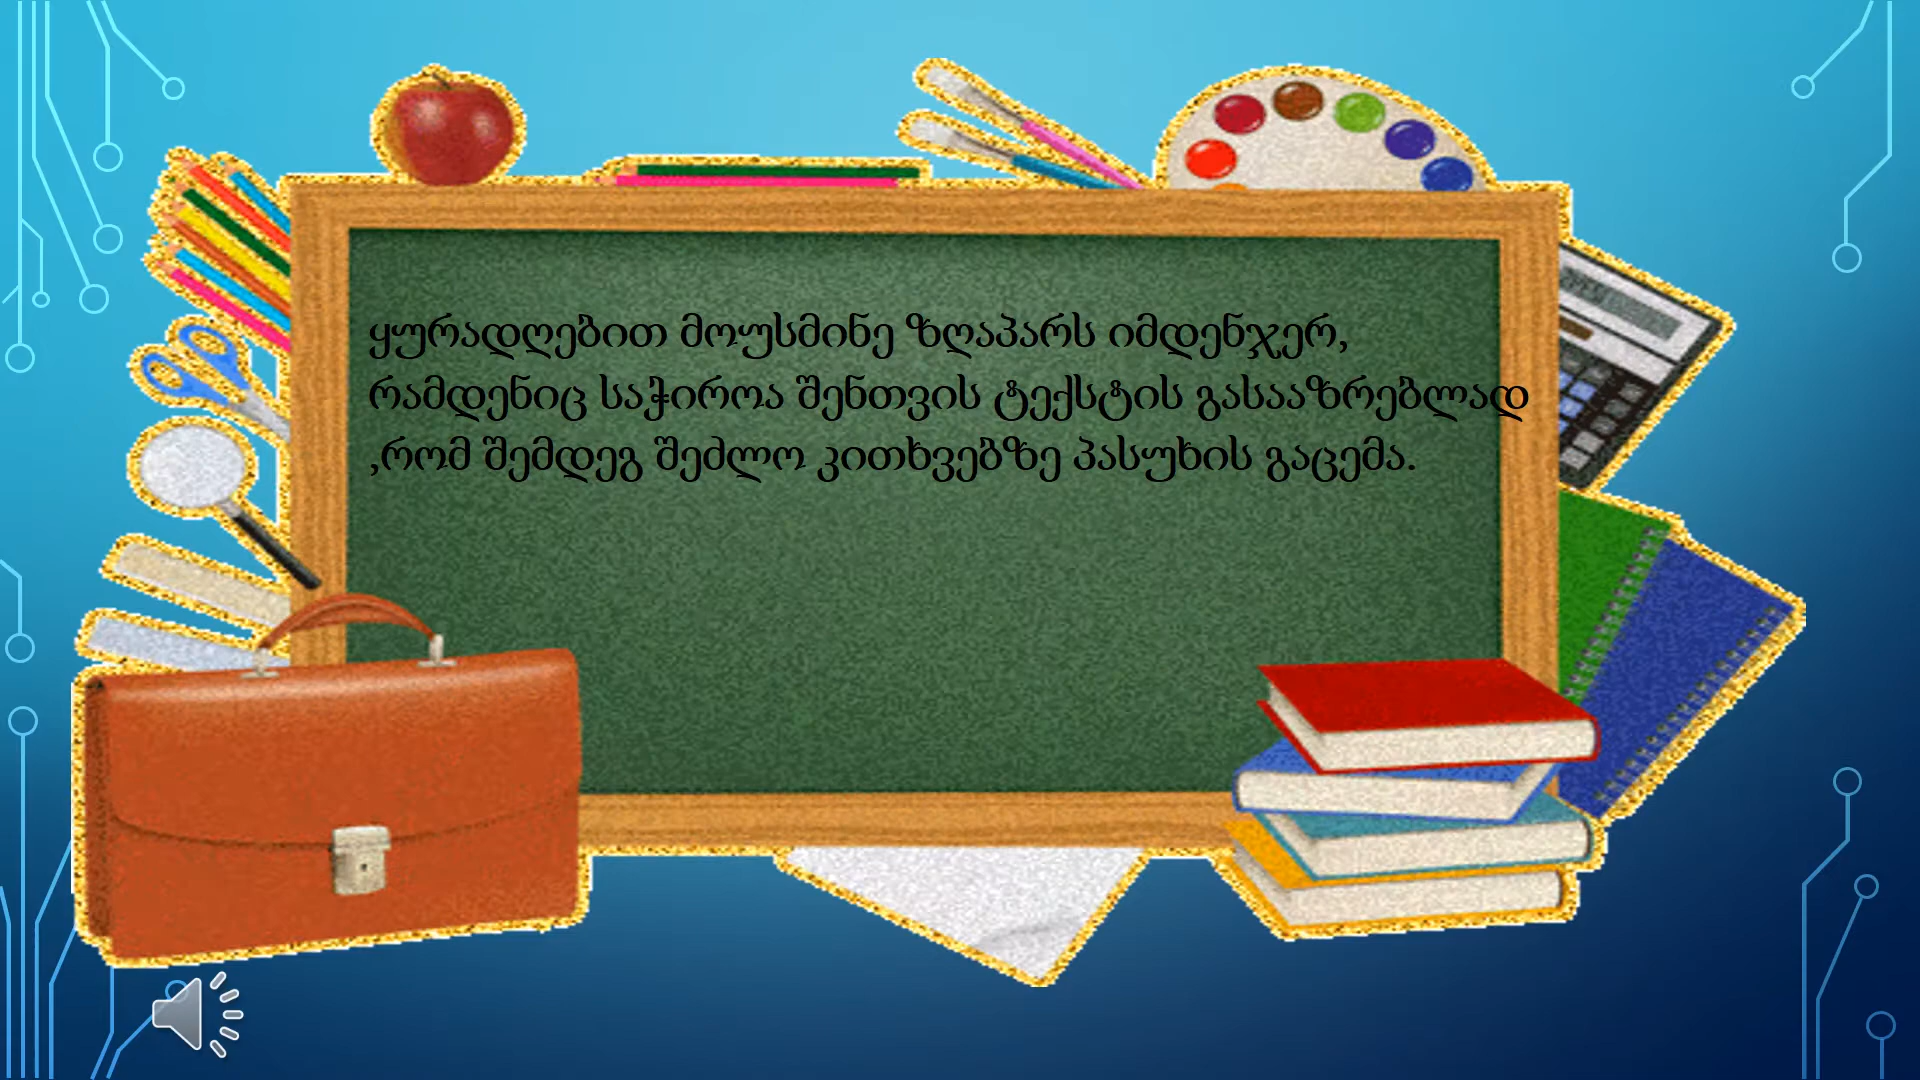 ყურადღებით მოუსმინე ზღაპარს იმდენჯერ,
რამდენიც საჭიროა შენთვის ტექსტის გასააზრებლად
,რომ შემდეგ შეძლო კითხვებზე პასუხის გაცემა.